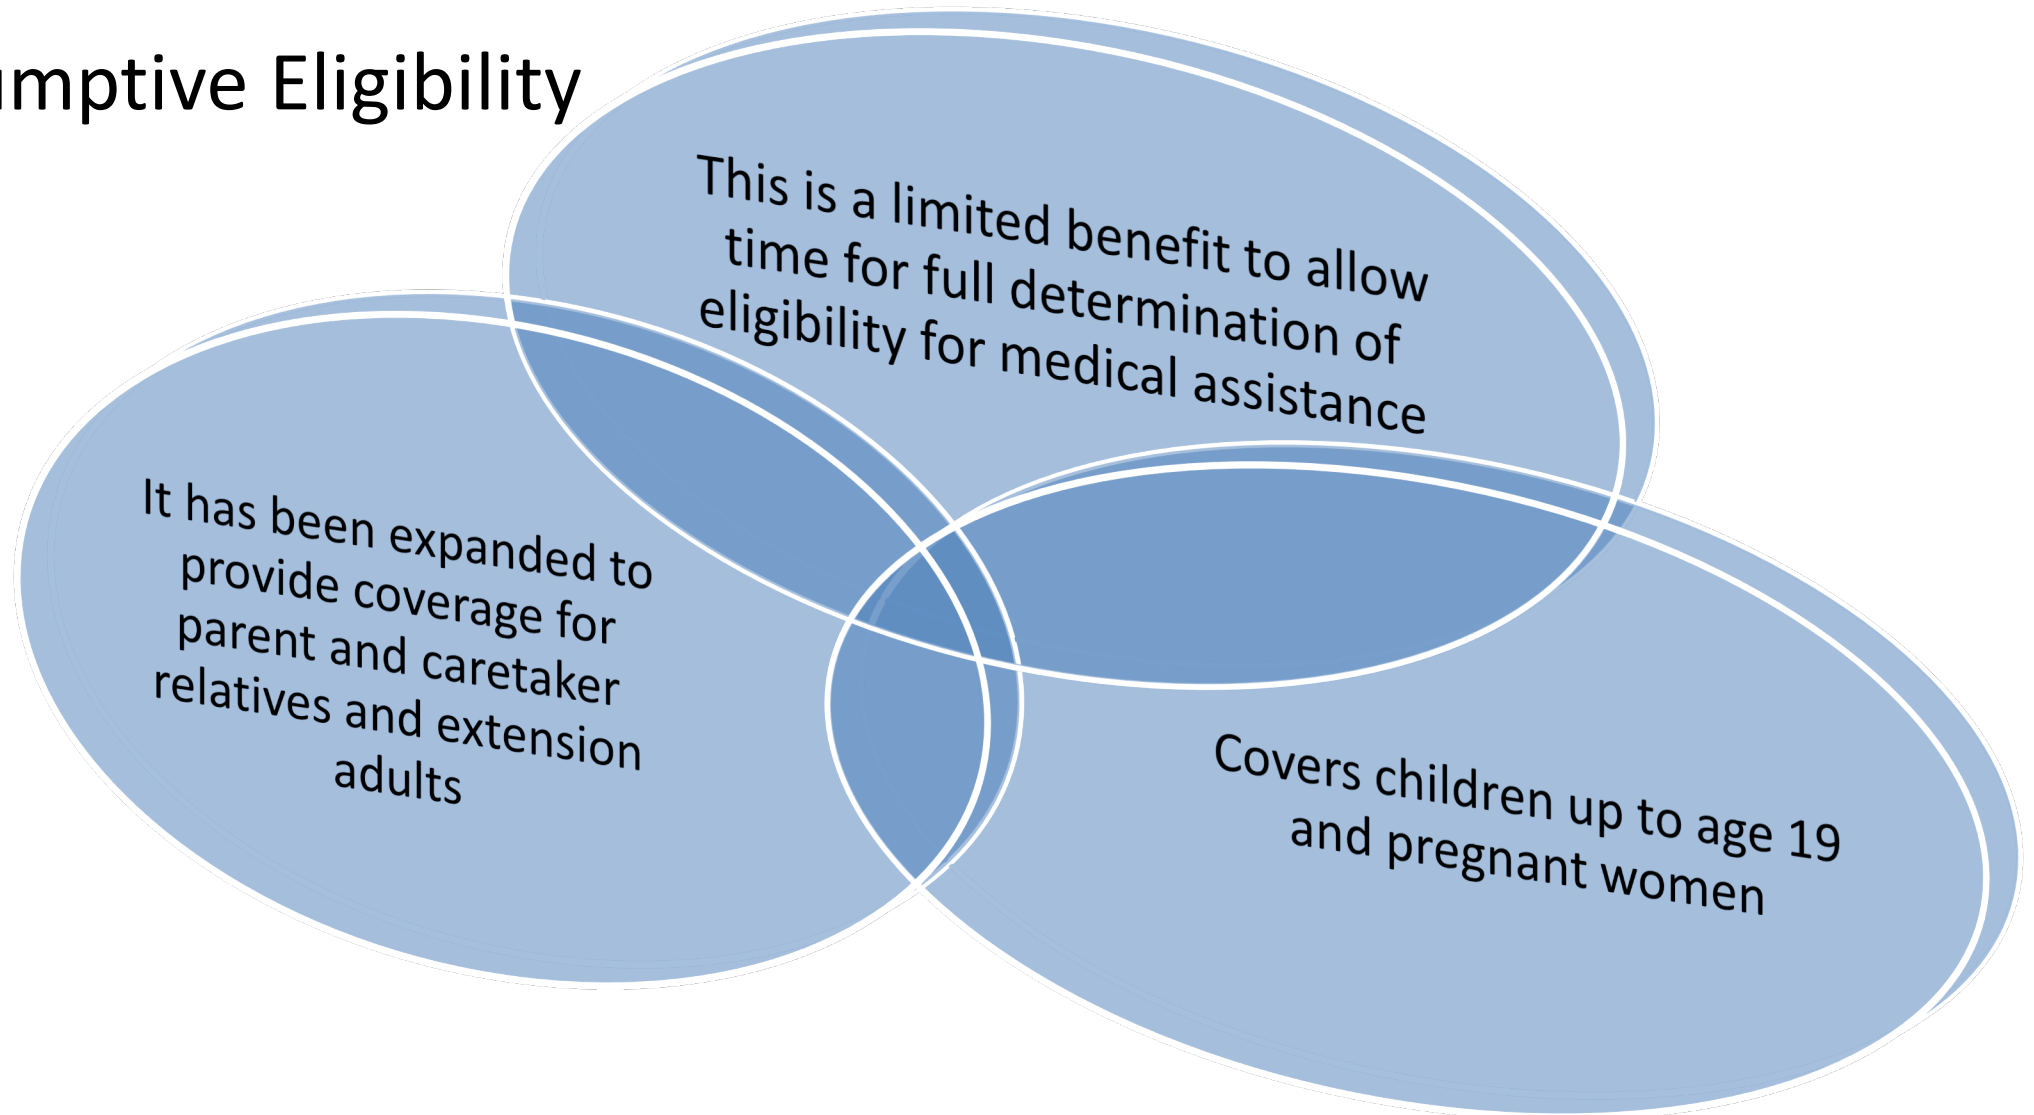 umptive Eligibility
This is a limited benefit to allow
time for full determination of
eligibility for medical assistance
It has been expanded to
provide coverage for
parent and caretaker
relatives and extension
adults
Covers children up to age 19
and pregnant women